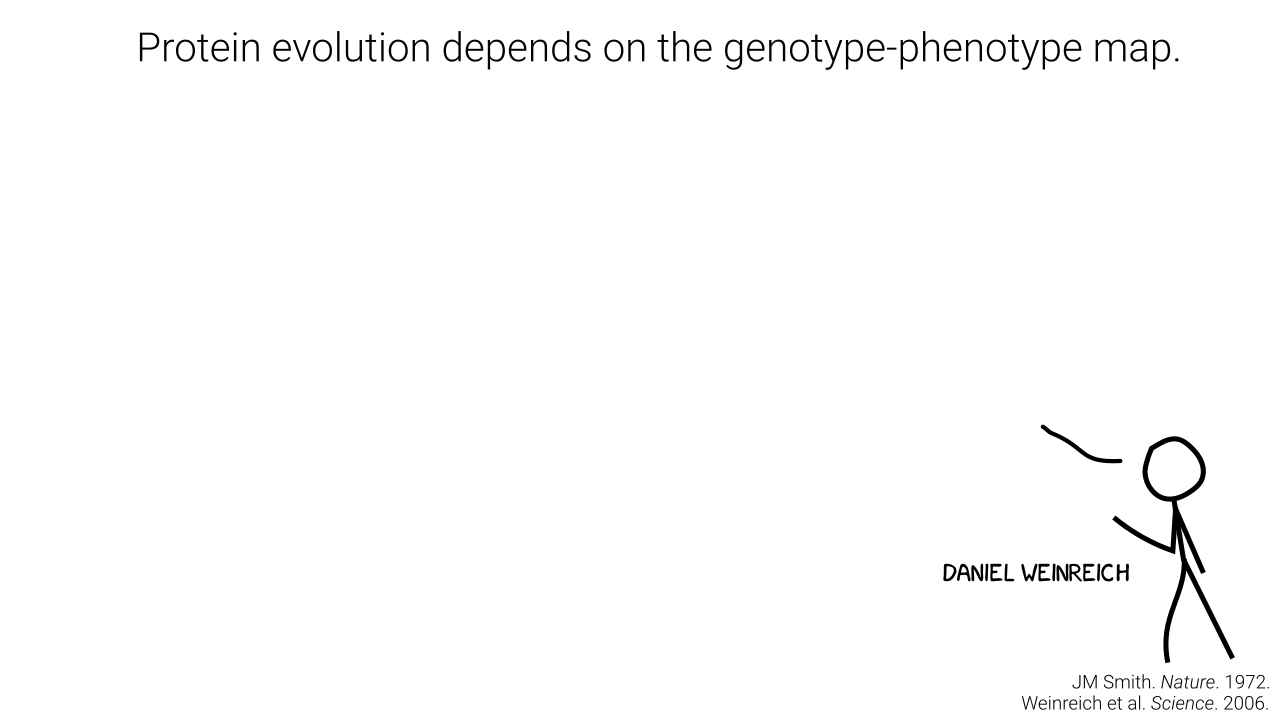 Protein evolution depends on the genotype-phenotype map.
DANIEL WEINREICH
JM Smith. Nature. 1972.
Weinreich et al. Science. 2006.